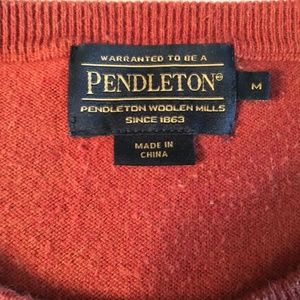 WARRANTED TO BE A
PENDLETON®
M
PENDLETON WOOLEN MILLS
SINCE 1863
MADE IN
CHINA